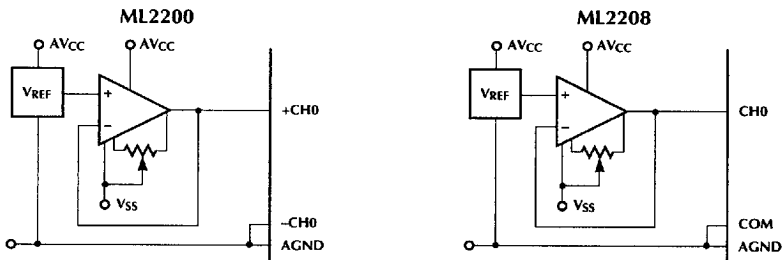 ML2200
AVCC
AVCC
VREF
+
−
+CH0
VSS
−CH0
AGND
ML2208
AVCC
AVCC
VREF
+
−
CH0
VSS
COM
AGND